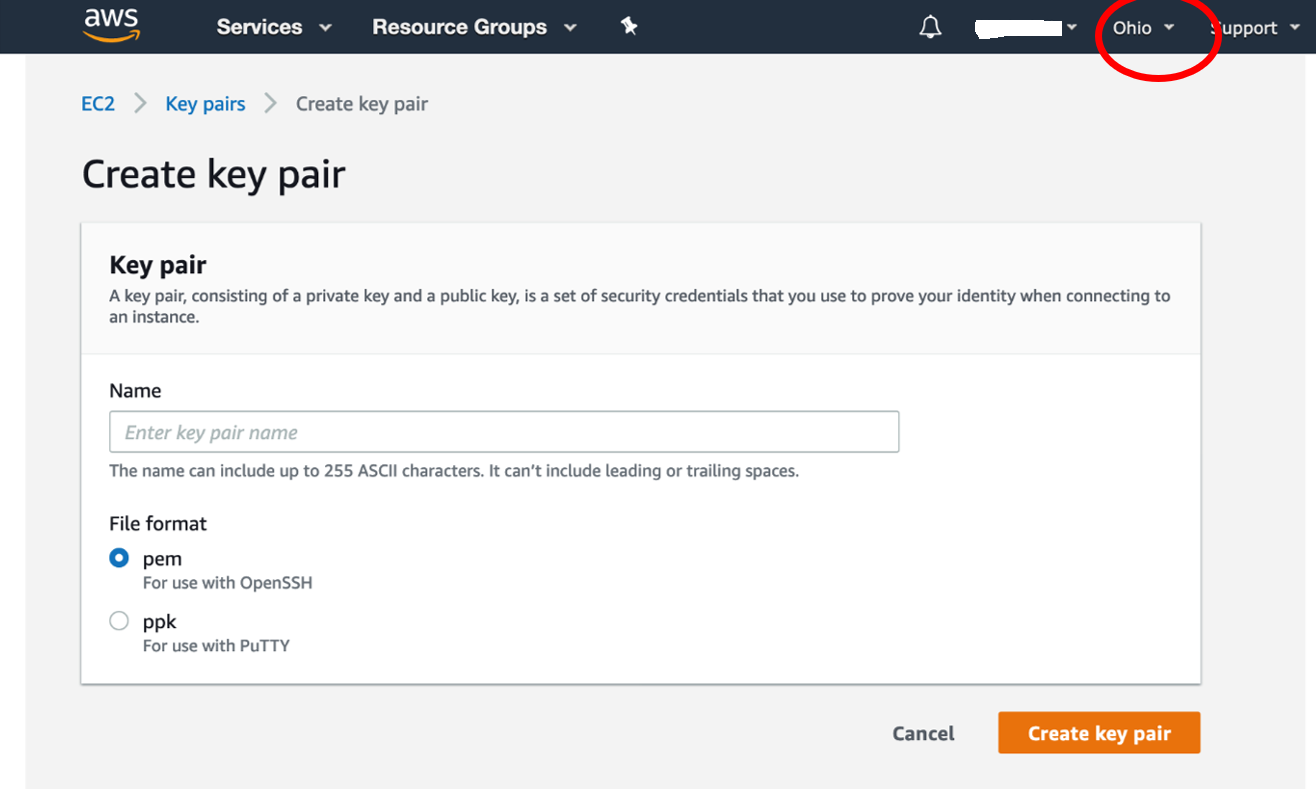 aws Services Resource Groups Ohio Support
EC2 > Key pairs > Create key pair
Create key pair
Key pair
A key pair, consisting of a private key and a public key, is a set of security credentials that you use to prove your identity when connecting to
an instance.
Name
Enter key pair name
The name can include up to 255 ASCII characters. It can't include leading or trailing spaces.
File format
pem
For use with OpenSSH
ppk
For use with PuTTY
Cancel Create key pair